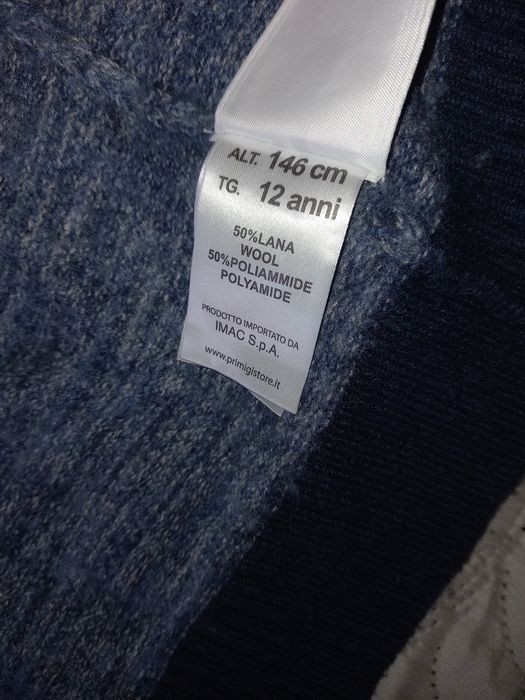 ALT. 146 cm
TG. 12 anni
50%LANA
WOOL
50%POLIAMMIDE
POLYAMIDE
PRODOTTO IMPORTATO DA
IMAC S.p.A.
www.primigistore.it